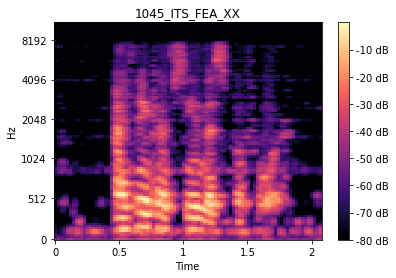 1045_ITS_FEA_XX
Hz
8192
4096
2048
1024
512
0
0
0.5
1
1.5
2
Time
-10 dB
-20 dB
-30 dB
-40 dB
-50 dB
-60 dB
-70 dB
-80 dB